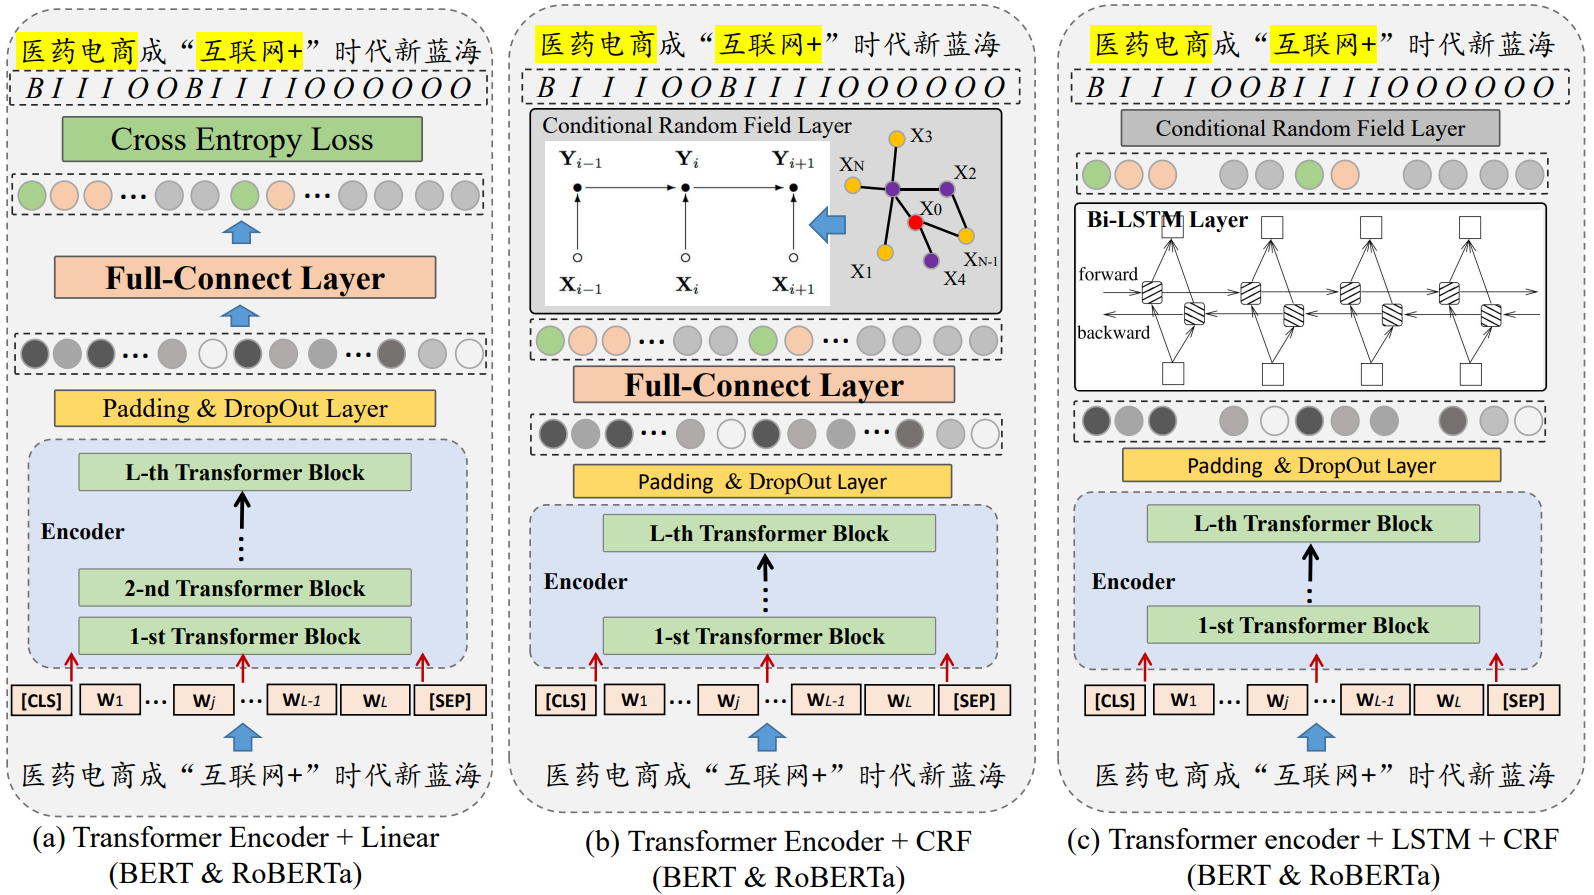 医药电商成“互联网+”时代新蓝海
B I I I O O B I I I I O O O O O O
Cross Entropy Loss
...
...
Full-Connect Layer
...
...
Padding & DropOut Layer
L-th Transformer Block
Encoder
2-nd Transformer Block
1-st Transformer Block
[CLS] W1 ... Wj ... WL-1 WL [SEP]
医药电商成“互联网+”时代新蓝海
(a) Transformer Encoder + Linear
(BERT & RoBERTa)
医药电商成“互联网+”时代新蓝海
B I I I O O B I I I I O O O O O O
Conditional Random Field Layer
Yi−1 Yi Yi+1
Xi−1 Xi Xi+1
X3
XN
X2
X0
X1
X4
XN-1
...
...
Full-Connect Layer
...
...
Padding & DropOut Layer
L-th Transformer Block
Encoder
1-st Transformer Block
[CLS] W1 ... Wj ... WL-1 WL [SEP]
医药电商成“互联网+”时代新蓝海
(b) Transformer Encoder + CRF
(BERT & RoBERTa)
医药电商成“互联网+”时代新蓝海
B I I I O O B I I I I O O O O O O
Conditional Random Field Layer
Bi-LSTM Layer
forward
backward
Padding & DropOut Layer
L-th Transformer Block
Encoder
1-st Transformer Block
[CLS] W1 ... Wj ... WL-1 WL [SEP]
医药电商成“互联网+”时代新蓝海
(c) Transformer encoder + LSTM + CRF
(BERT & RoBERTa)